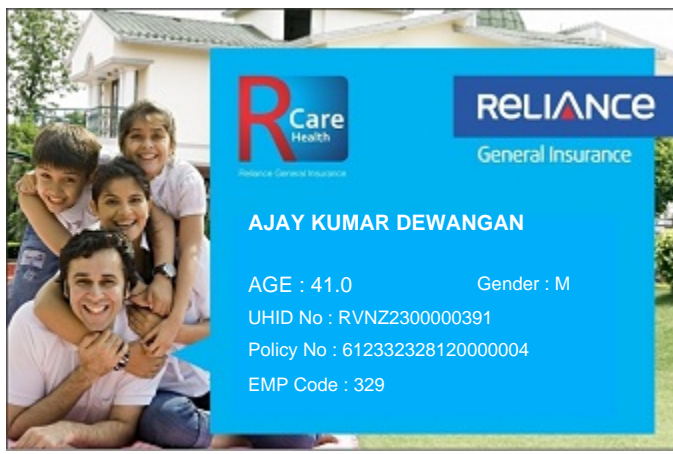 R Care
Health
Reliance General Insurance
RELIANCE
General Insurance
AJAY KUMAR DEWANGAN
AGE : 41.0 Gender : M
UHID No : RVNZ2300000391
Policy No : 612332328120000004
EMP Code : 329